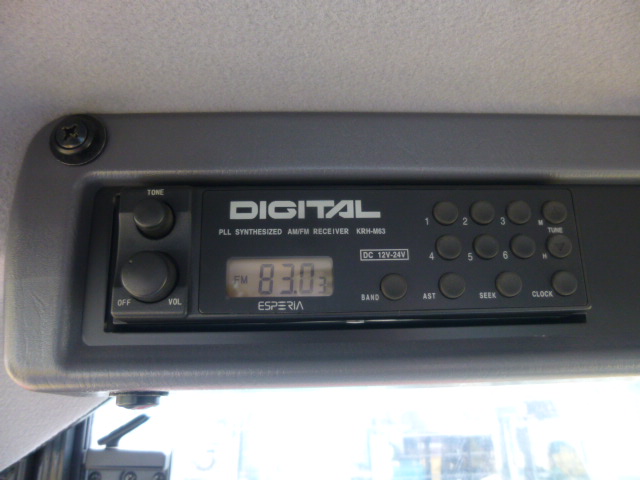 TONE
DIGITAL
PLL SYNTHESIZED AM/FM RECEIVER KRH-M63
DC 12V-24V
1 2 3 M
TUNE
4 5 6 H
FM 83.0 3
OFF VOL
ESPERIA
BAND AST SEEK CLOCK